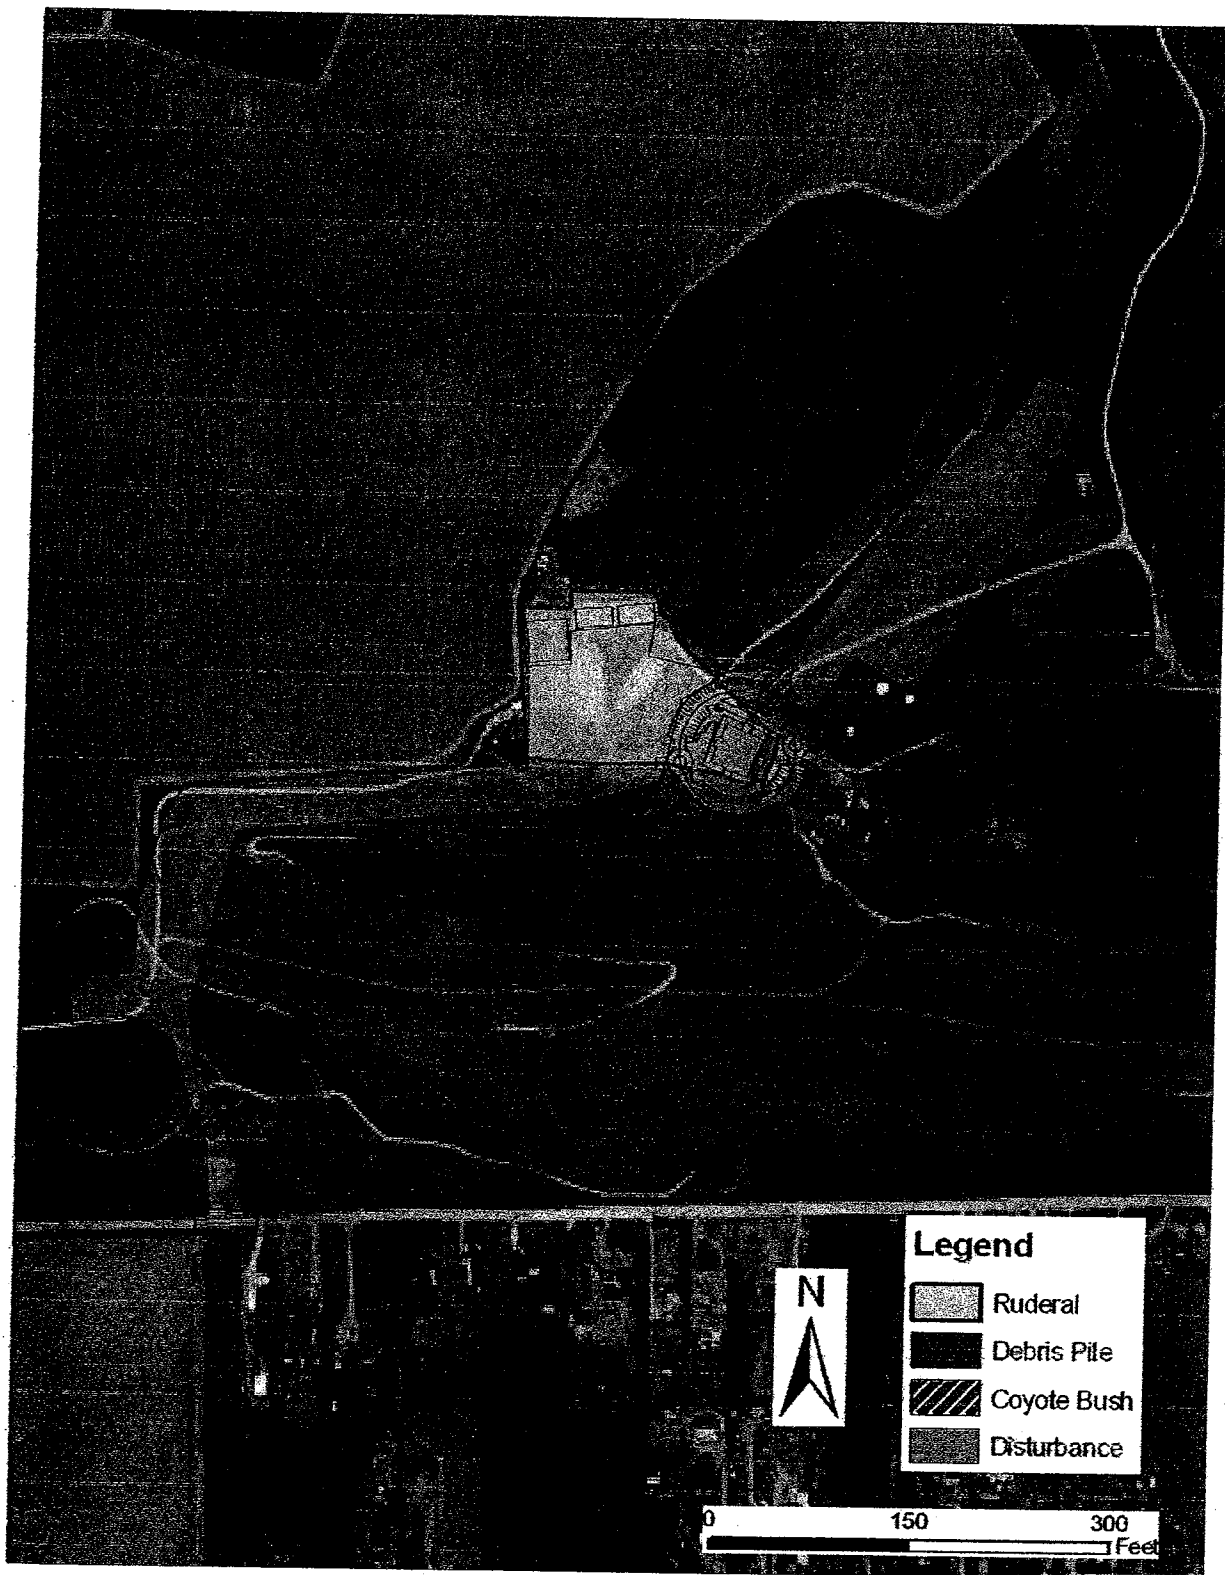 Legend
Ruderal
Debris Pile
Coyote Bush
Disturbance
N
0 150 300
Feet